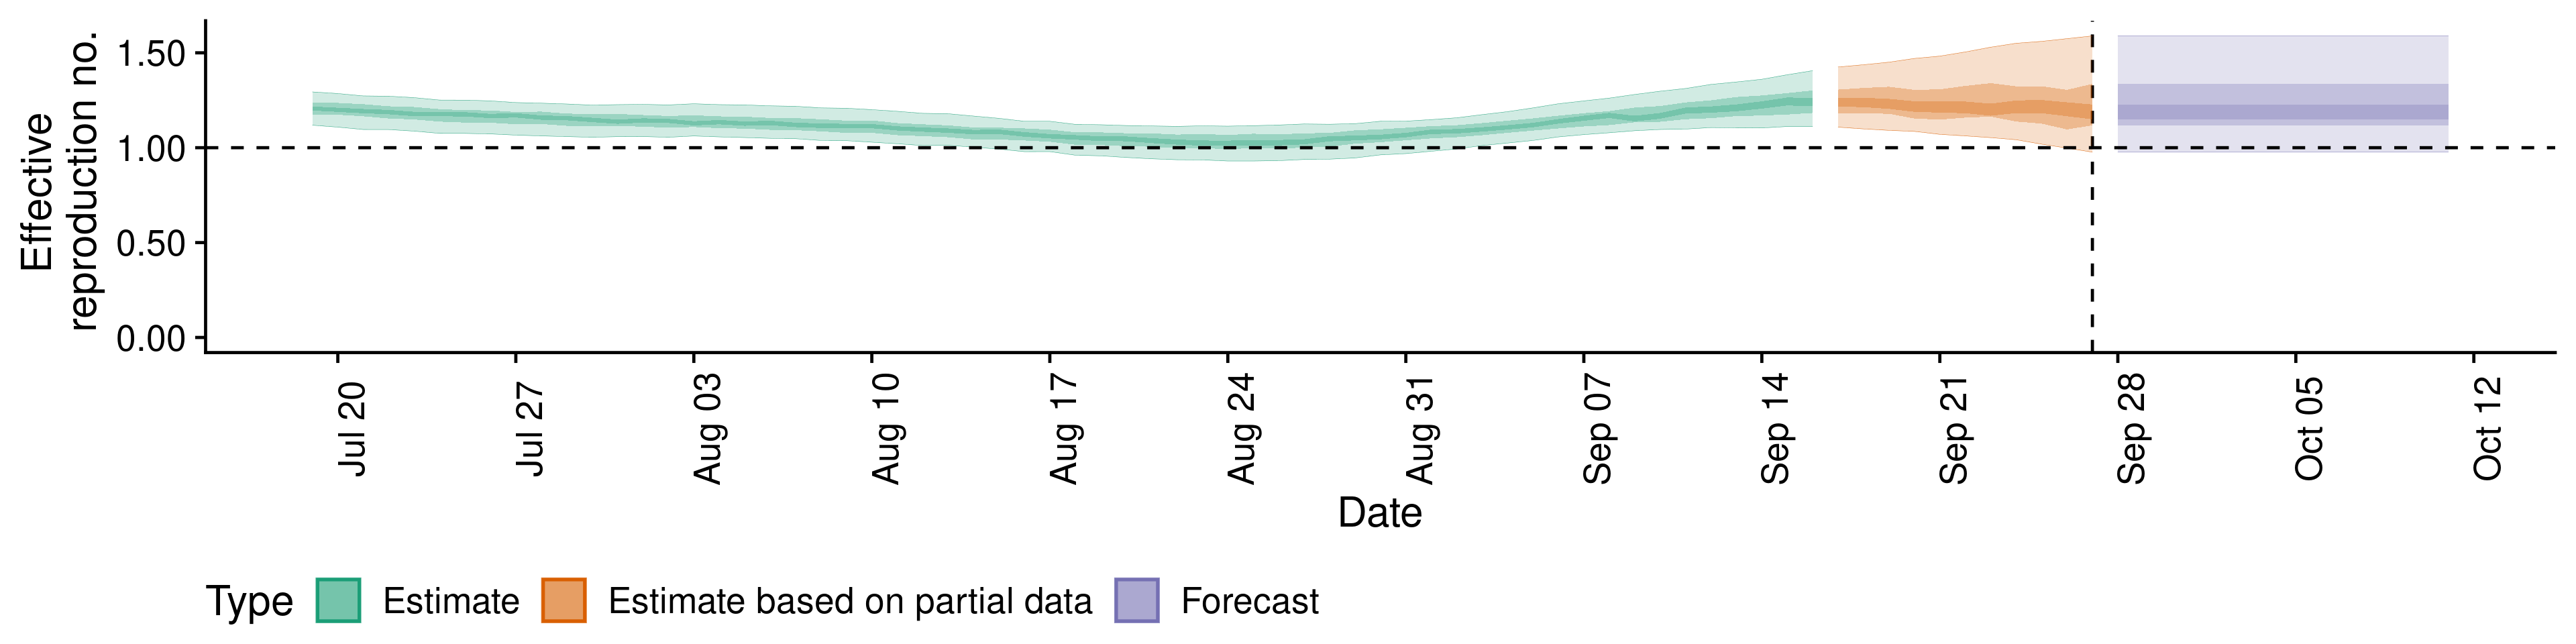 Effective
reproduction no.
1.50
1.00
0.50
0.00
Jul 20
Jul 27
Aug 03
Aug 10
Aug 17
Aug 24
Aug 31
Sep 07
Sep 14
Sep 21
Sep 28
Oct 05
Oct 12
Date
Type Estimate Estimate based on partial data Forecast